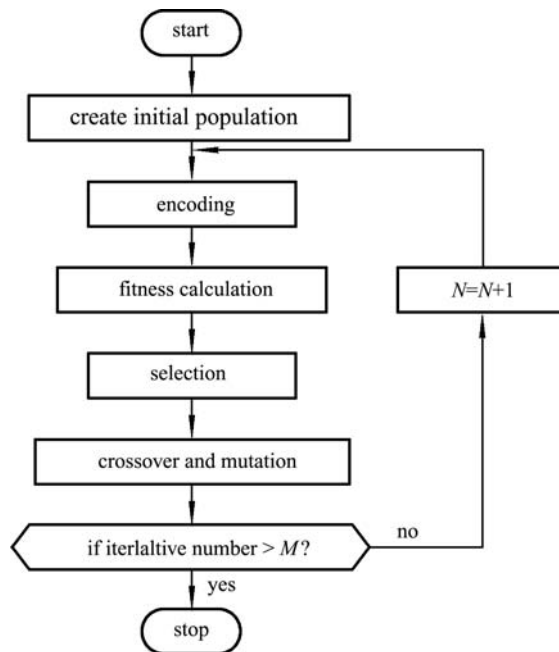 start
create initial population
encoding
fitness calculation
N=N+1
selection
crossover and mutation
if iterlaltive number > M?
no
yes
stop